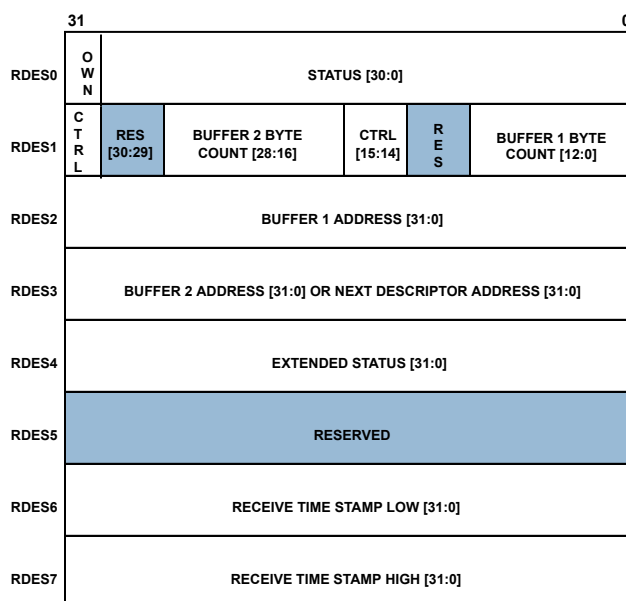 31 0
RDES0 OWN STATUS [30:0]
RDES1 CTRL RES [30:29] BUFFER 2 BYTE COUNT [28:16] CTRL [15:14] RES BUFFER 1 BYTE COUNT [12:0]
RDES2 BUFFER 1 ADDRESS [31:0]
RDES3 BUFFER 2 ADDRESS [31:0] OR NEXT DESCRIPTOR ADDRESS [31:0]
RDES4 EXTENDED STATUS [31:0]
RDES5 RESERVED
RDES6 RECEIVE TIME STAMP LOW [31:0]
RDES7 RECEIVE TIME STAMP HIGH [31:0]